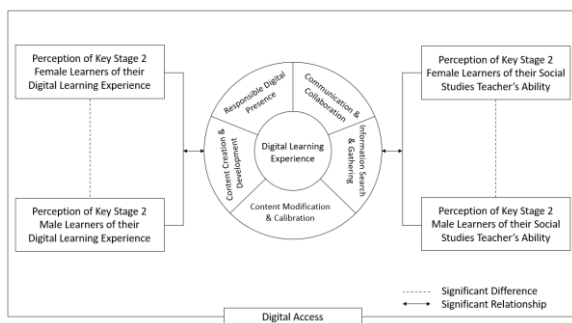 Perception of Key Stage 2
Female Learners of their
Digital Learning Experience
Perception of Key Stage 2
Male Learners of their
Digital Learning Experience
Responsible Digital
Presence
Communication &
Collaboration
Content Creation &
Development
Digital Learning
Experience
Information Search
& Gathering
Content Modification
& Calibration
Perception of Key Stage 2
Female Learners of their Social
Studies Teacher's Ability
Perception of Key Stage 2
Male Learners of their Social
Studies Teacher's Ability
Significant Difference
Significant Relationship
Digital Access